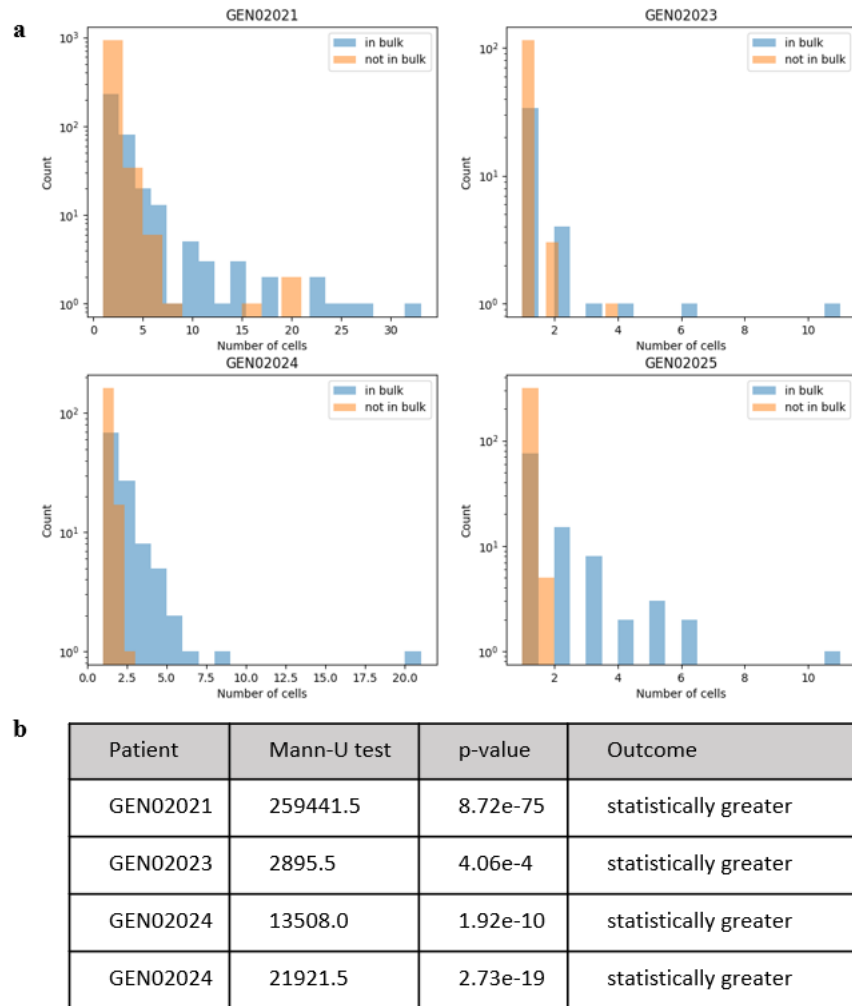 a
GEN02021
in bulk
not in bulk
Count
10³
10²
10¹
10⁰
0 5 10 15 20 25 30
Number of cells
GEN02023
in bulk
not in bulk
Count
10²
10¹
10⁰
2 4 6 8 10
Number of cells
GEN02024
in bulk
not in bulk
Count
10²
10¹
10⁰
0.0 2.5 5.0 7.5 10.0 12.5 15.0 17.5 20.0
Number of cells
GEN02025
in bulk
not in bulk
Count
10²
10¹
10⁰
2 4 6 8 10
Number of cells
b
Patient Mann-U test p-value Outcome
GEN02021 259441.5 8.72e-75 statistically greater
GEN02023 2895.5 4.06e-4 statistically greater
GEN02024 13508.0 1.92e-10 statistically greater
GEN02024 21921.5 2.73e-19 statistically greater